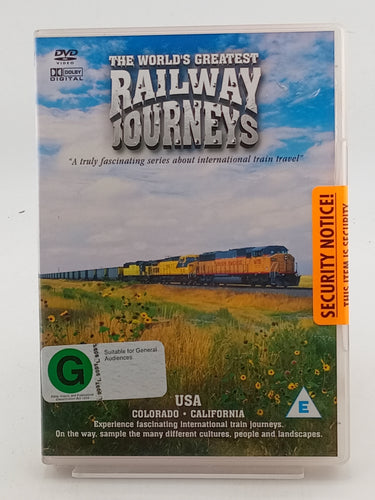 DVD
VIDEO
DOLBY
DIGITAL
THE WORLD'S GREATEST
RAILWAY
JOURNEYS
"A truly fascinating series about international train travel"
SECURITY NOTICE!
THIS ITEM IS SECURITY
G
Suitable for General
Audiences
USA
COLORADO • CALIFORNIA
Experience fascinating international train journeys.
On the way, sample the many different cultures, people and landscapes.
E